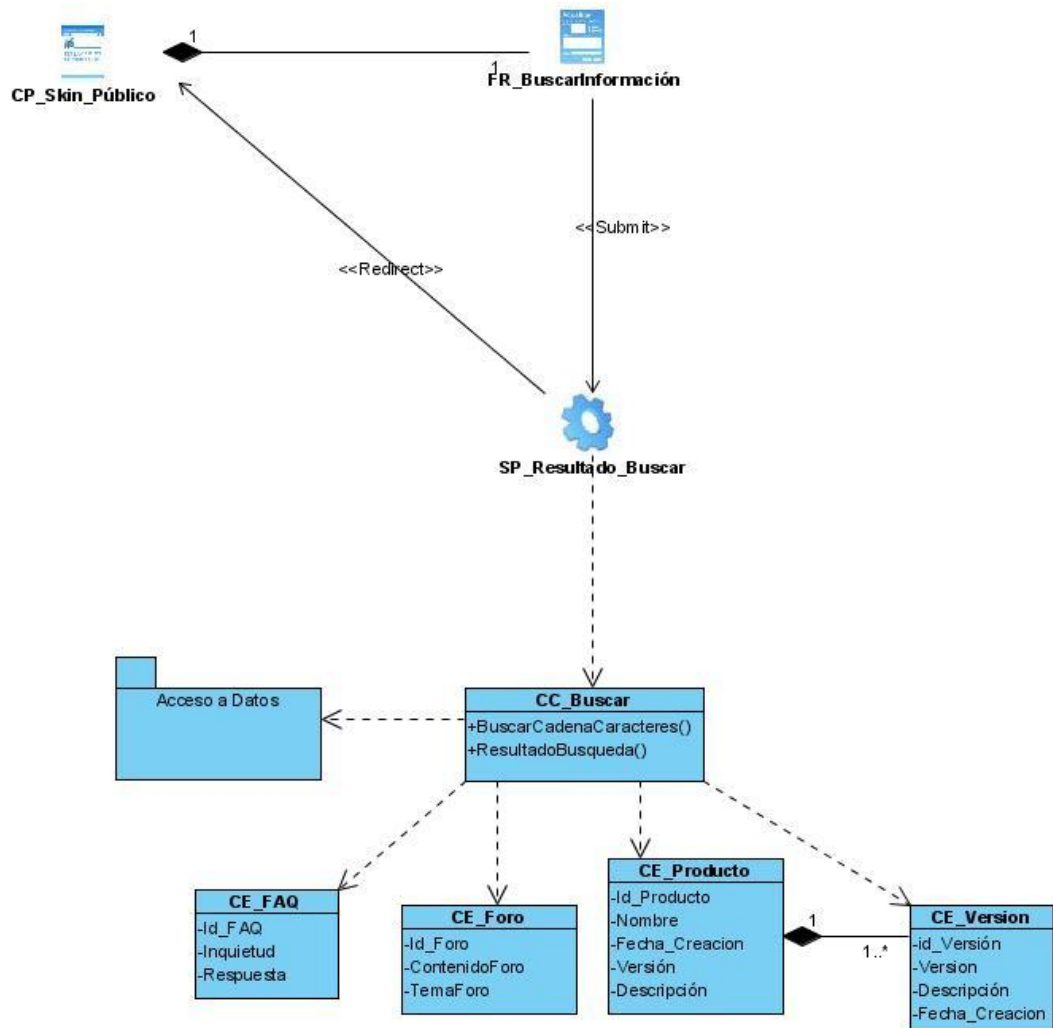 1
1
CP_Skin_Público
FR_BuscarInformación
<<Submit>>
<<Redirect>>
SP_Resultado_Buscar
Acceso a Datos
CC_Buscar
+BuscarCadenaCaracteres()
+ResultadoBusqueda()
CE_FAQ
-Id_FAQ
-Inquietud
-Respuesta
CE_Foro
-Id_Foro
-ContenidoForo
-TemaForo
CE_Producto
-Id_Producto
-Nombre
-Fecha_Creacion
-Versión
-Descripción
1
1..*
CE_Version
-id_Versión
-Version
-Descripción
-Fecha_Creacion